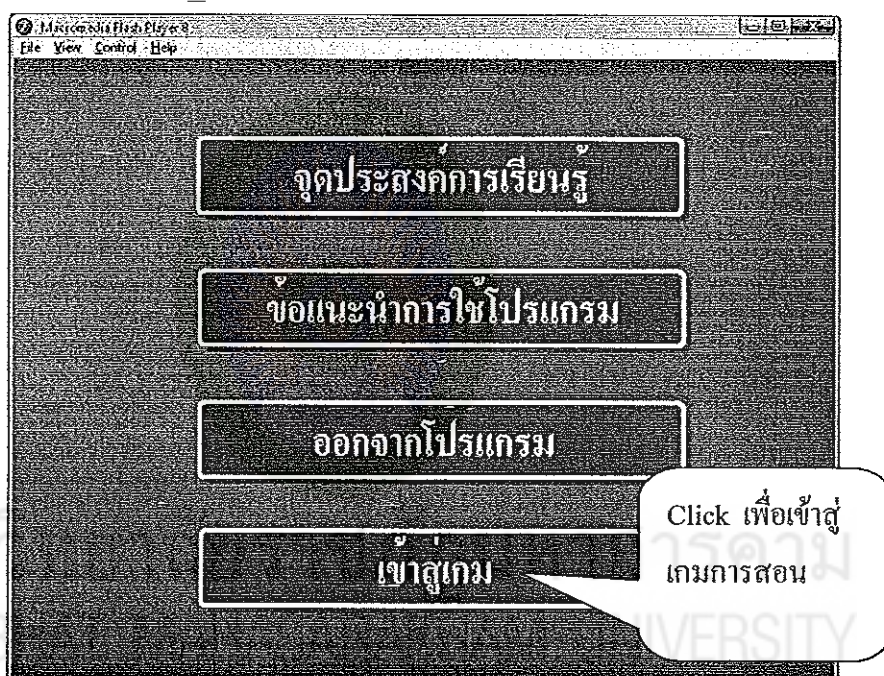 Macromedia Flash Player 8
File View Control Help
จุดประสงค์การเรียนรู้
ข้อแนะนำการใช้โปรแกรม
ออกจากโปรแกรม
เข้าสู่เกม
Click เพื่อเข้าสู่
เกมการสอน